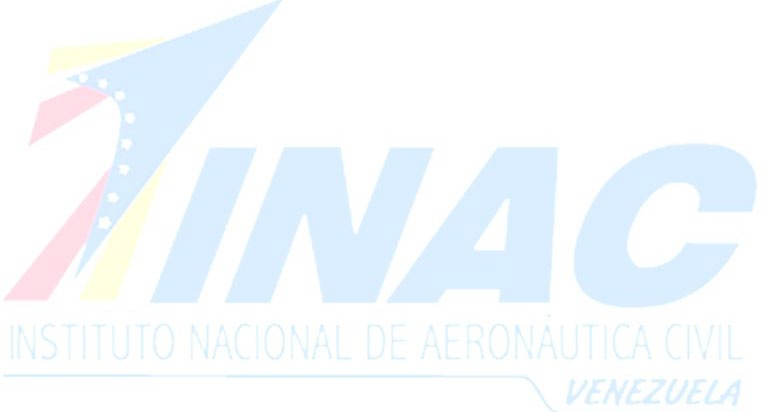 INAC
INSTITUTO NACIONAL DE AERONÁUTICA CIVIL
VENEZUELA